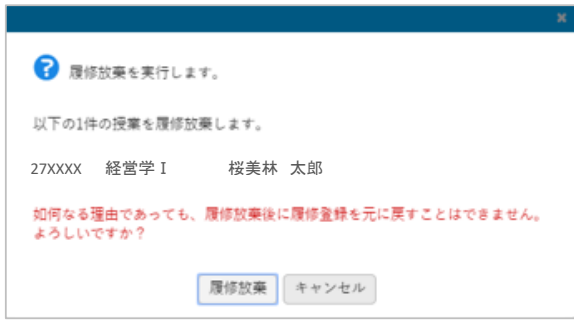 履修放棄を実行します。
以下の1件の授業を履修放棄します。
27XXXX 経営学Ⅰ 桜美林 太郎
如何なる理由であっても、履修放棄後に履修登録を元に戻すことはできません。
よろしいですか？
履修放棄 キャンセル